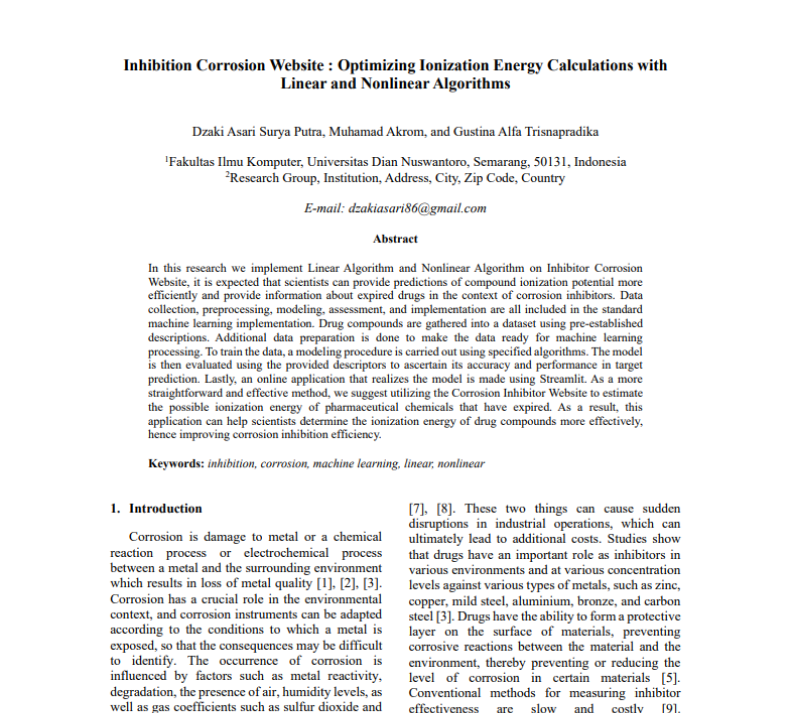 Inhibition Corrosion Website : Optimizing Ionization Energy Calculations with
Linear and Nonlinear Algorithms
Dzaki Asari Surya Putra, Muhamad Akrom, and Gustina Alfa Trisnapradika
¹Fakultas Ilmu Komputer, Universitas Dian Nuswantoro, Semarang, 50131, Indonesia
²Research Group, Institution, Address, City, Zip Code, Country
E-mail: dzakiasari86@gmail.com
Abstract
In this research we implement Linear Algorithm and Nonlinear Algorithm on Inhibitor Corrosion
Website, it is expected that scientists can provide predictions of compound ionization potential more
efficiently and provide information about expired drugs in the context of corrosion inhibitors. Data
collection, preprocessing, modeling, assessment, and implementation are all included in the standard
machine learning implementation. Drug compounds are gathered into a dataset using pre-established
descriptions. Additional data preparation is done to make the data ready for machine learning
processing. To train the data, a modeling procedure is carried out using specified algorithms. The model
is then evaluated using the provided descriptors to ascertain its accuracy and performance in target
prediction. Lastly, an online application that realizes the model is made using Streamlit. As a more
straightforward and effective method, we suggest utilizing the Corrosion Inhibitor Website to estimate
the possible ionization energy of pharmaceutical chemicals that have expired. As a result, this
application can help scientists determine the ionization energy of drug compounds more effectively,
hence improving corrosion inhibition efficiency.
Keywords: inhibition, corrosion, machine learning, linear, nonlinear
1. Introduction
Corrosion is damage to metal or a chemical
reaction process or electrochemical process
between a metal and the surrounding environment
which results in loss of metal quality [1], [2], [3].
Corrosion has a crucial role in the environmental
context, and corrosion instruments can be adapted
according to the conditions to which a metal is
exposed, so that the consequences may be difficult
to identify. The occurrence of corrosion is
influenced by factors such as metal reactivity,
degradation, the presence of air, humidity levels, as
well as gas coefficients such as sulfur dioxide and
[7], [8]. These two things can cause sudden
disruptions in industrial operations, which can
ultimately lead to additional costs. Studies show
that drugs have an important role as inhibitors in
various environments and at various concentration
levels against various types of metals, such as zinc,
copper, mild steel, aluminium, bronze, and carbon
steel [3]. Drugs have the ability to form a protective
layer on the surface of materials, preventing
corrosive reactions between the material and the
environment, thereby preventing or reducing the
level of corrosion in certain materials [5].
Conventional methods for measuring inhibitor
effectiveness are slow and costly [9].